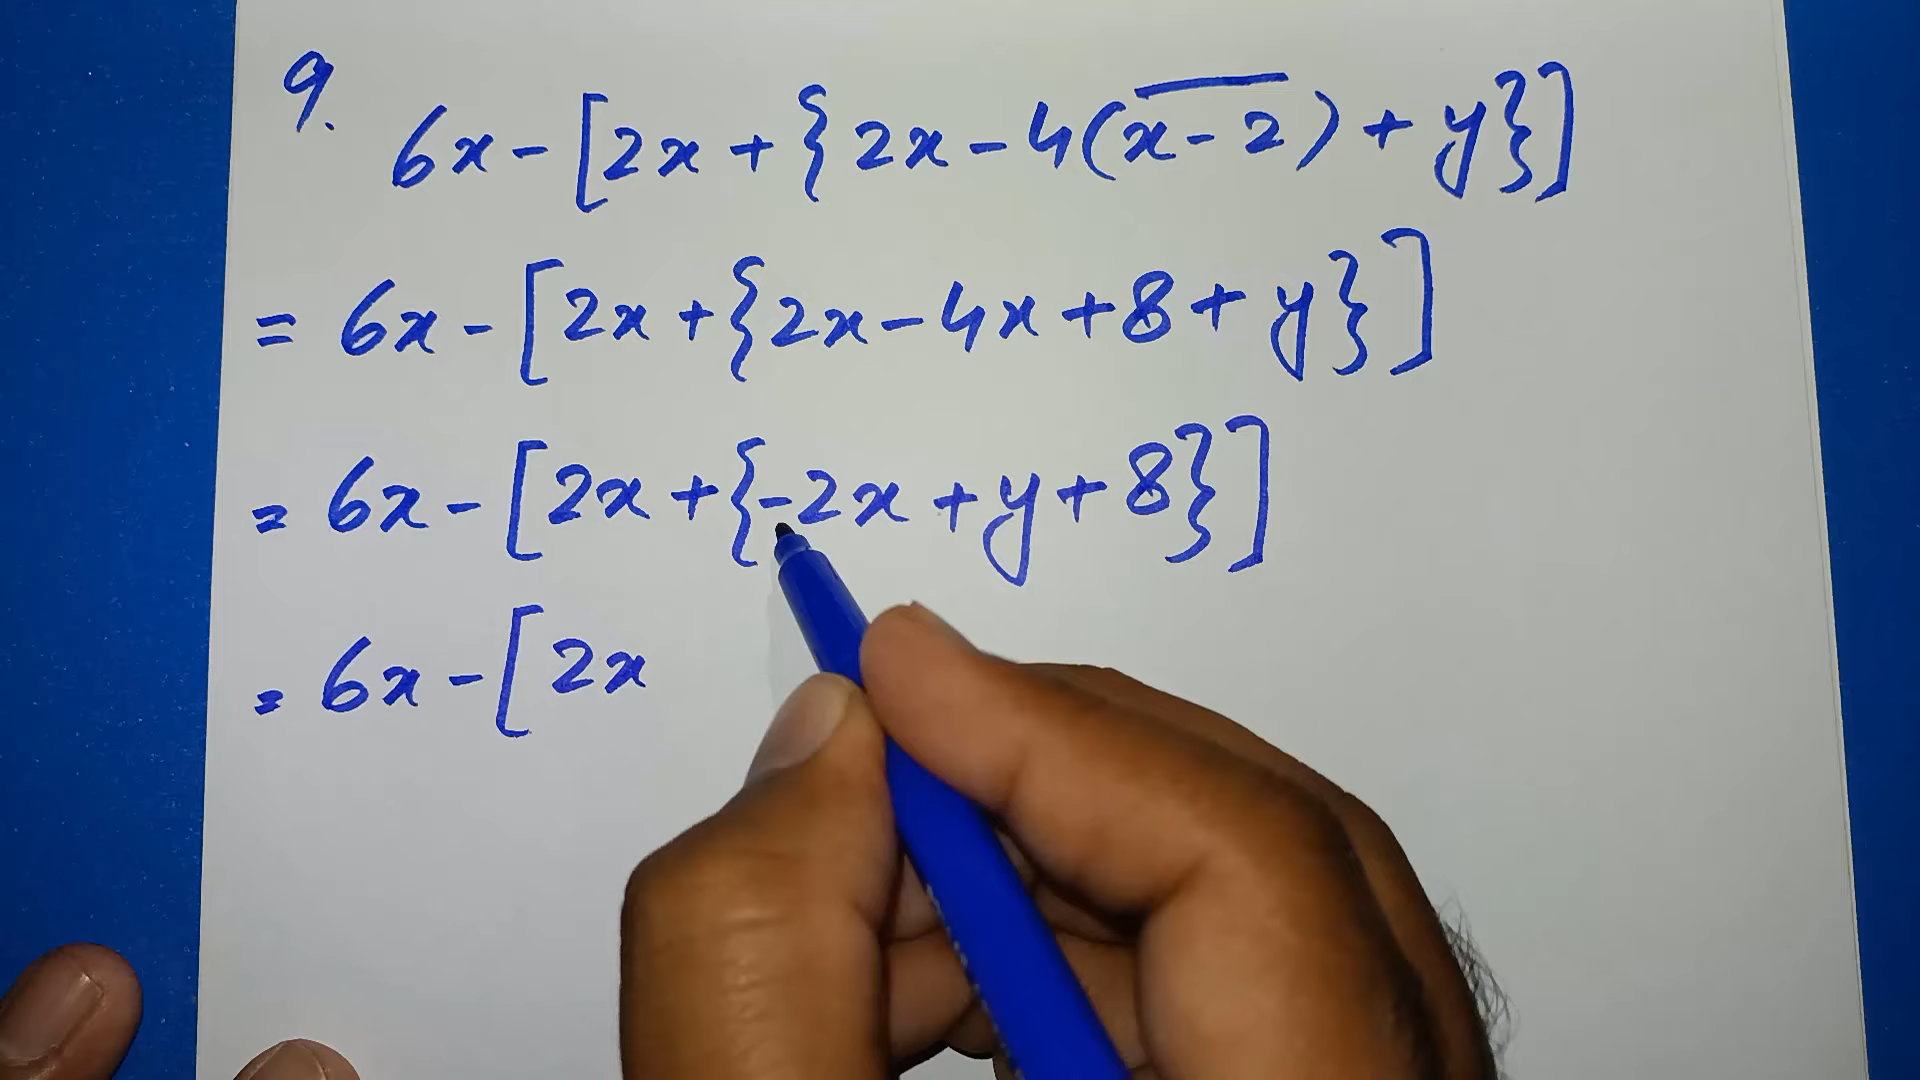 9. 6x - [2x + {2x - 4(x̅ ̅-̅ ̅2̅) + y}]
= 6x - [2x + {2x - 4x + 8 + y}]
= 6x - [2x + {-2x + y + 8}]
= 6x - [2x